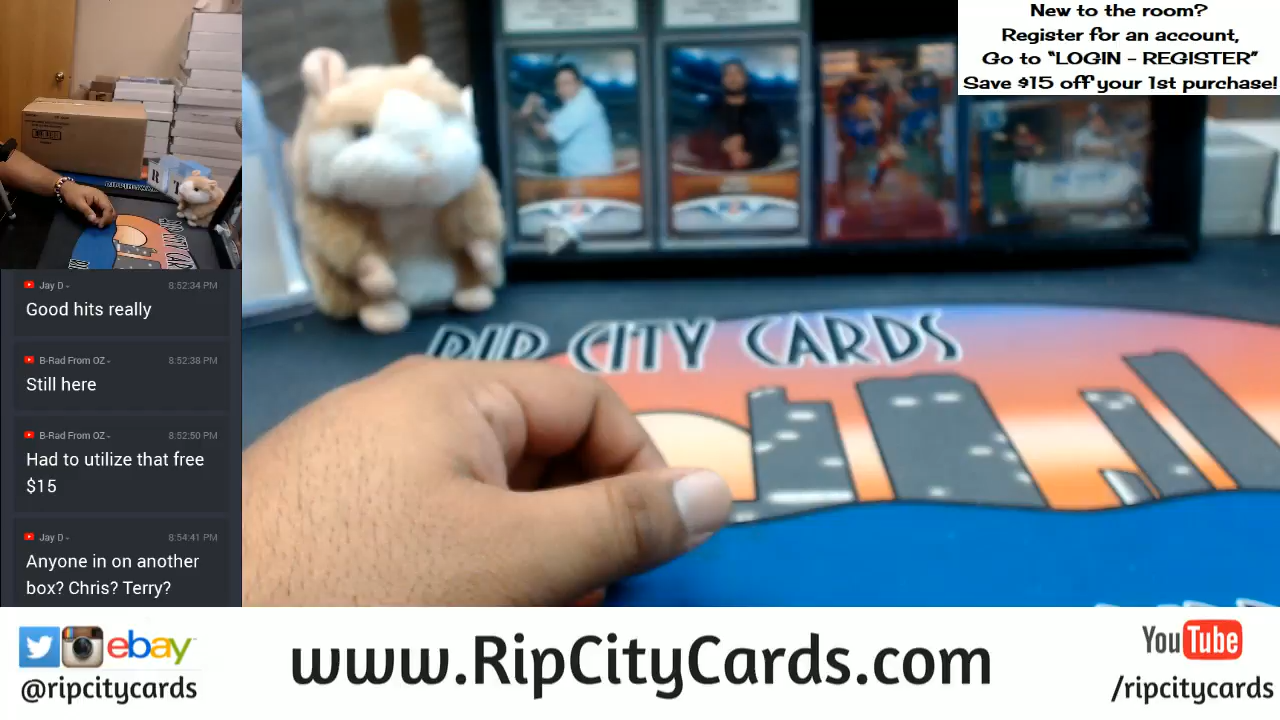 New to the room?
Register for an account,
Go to “LOGIN - REGISTER”
Save $15 off your 1st purchase!
Jay D-
8:52:34 PM
Good hits really
B-Rad From OZ-
8:52:38 PM
Still here
B-Rad From OZ-
8:52:50 PM
Had to utilize that free
$15
Jay D-
8:54:41 PM
Anyone in on another
box? Chris? Terry?
RIP CITY CARDS
ebay
@ripcitycards
www.RipCityCards.com
YouTube
/ripcitycards